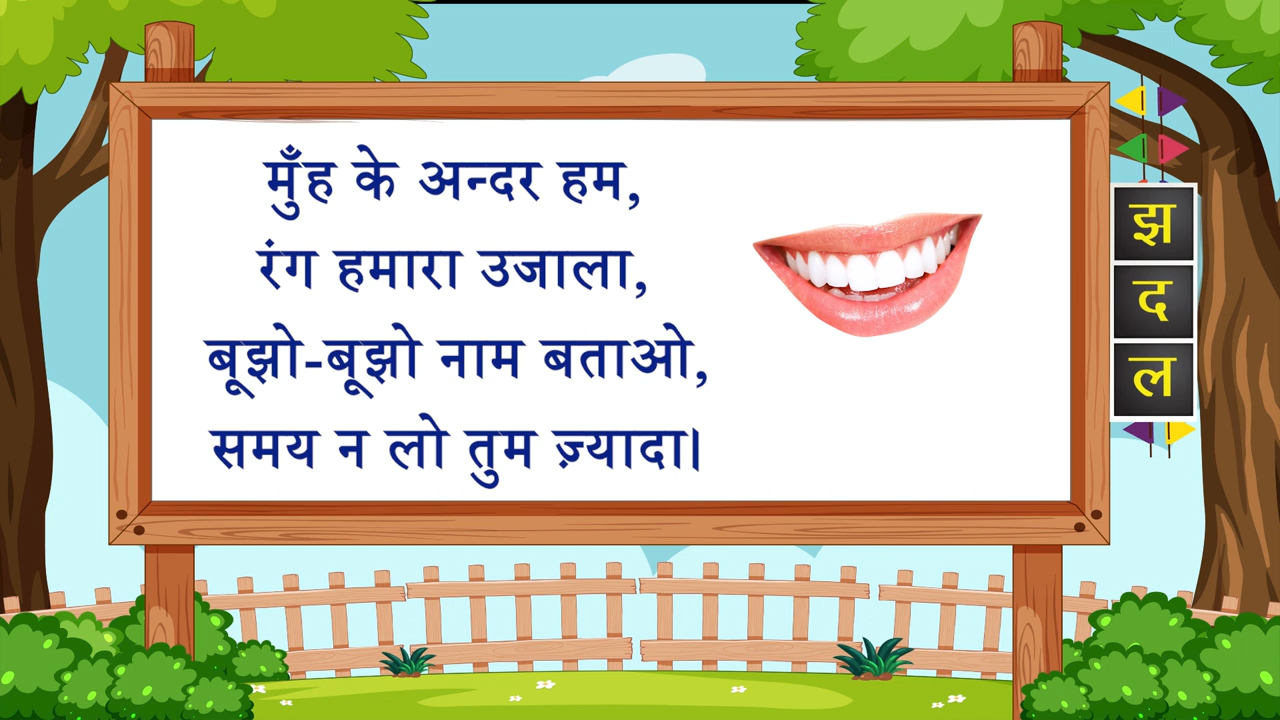 मुँह के अन्दर हम,
रंग हमारा उजाला,
बूझो-बूझो नाम बताओ,
समय न लो तुम ज़्यादा।
झ
द
ल